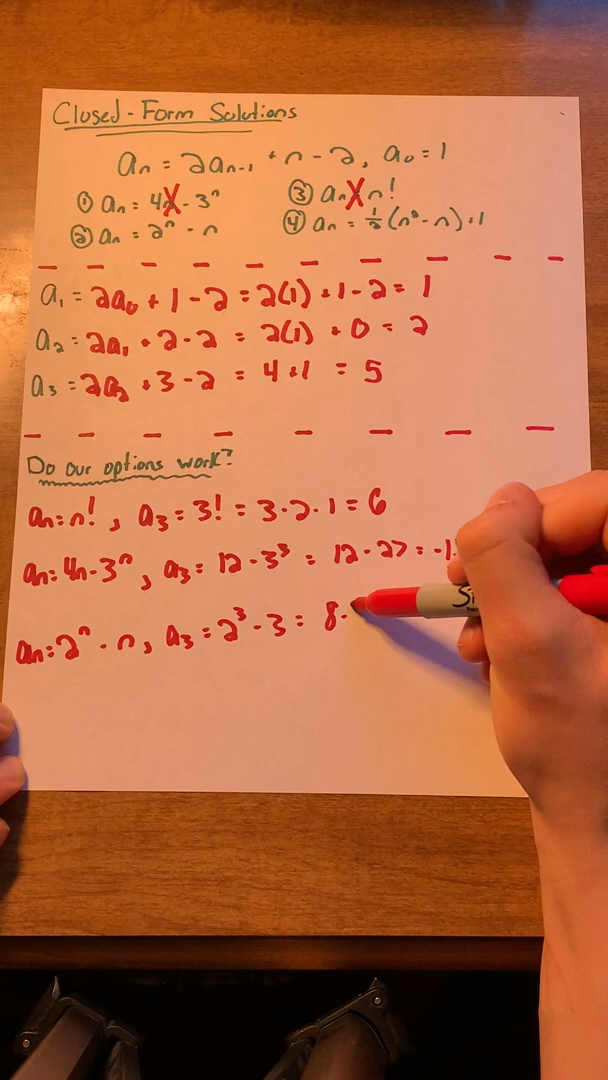 Closed-Form Solutions
aₙ = 2aₙ₋₁ + n - 2, a₀ = 1
① aₙ = 4n - 3ⁿ ③ aₙ = n!
② aₙ = 2ⁿ - n ④ aₙ = ½(n³ - n) + 1
a₁ = 2a₀ + 1 - 2 = 2(1) + 1 - 2 = 1
a₂ = 2a₁ + 2 - 2 = 2(1) + 0 = 2
a₃ = 2a₂ + 3 - 2 = 4 + 1 = 5
Do our options work?
aₙ = n!, a₃ = 3! = 3 · 2 · 1 = 6
aₙ = 4n - 3ⁿ, a₃ = 12 - 3³ = 12 - 27 = -1
aₙ = 2ⁿ - n, a₃ = 2³ - 3 = 8 -